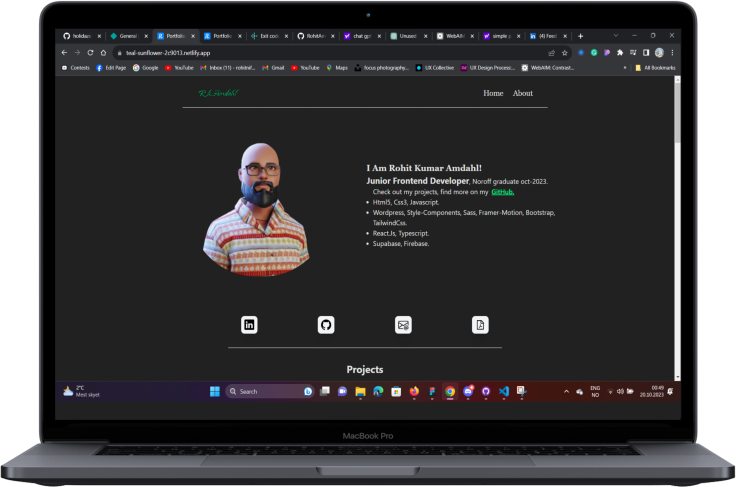 holidaze
General
Portfolio
Portfolio
Exit cod
RohitAm
chat gpt
Unused
WebAIM
simple p
(4) Feed
teal-sunflower-2c9013.netlify.app
Contests
Edit Page
Google
YouTube
Inbox (11) - rohitnif...
Gmail
YouTube
Maps
focus photography...
UX Collective
UX Design Process...
WebAIM: Contrast...
All Bookmarks
Home About
I Am Rohit Kumar Amdahl!
Junior Frontend Developer, Noroff graduate oct-2023.
Check out my projects, find more on my GitHub.
Html5, Css3, Javascript.
Wordpress, Style-Components, Sass, Framer-Motion, Bootstrap,
TailwindCss.
ReactJs, Typescript.
Supabase, Firebase.
in
Projects
2°C
Mest skyet
Search
ENG
NO
00:49
20.10.2023
MacBook Pro